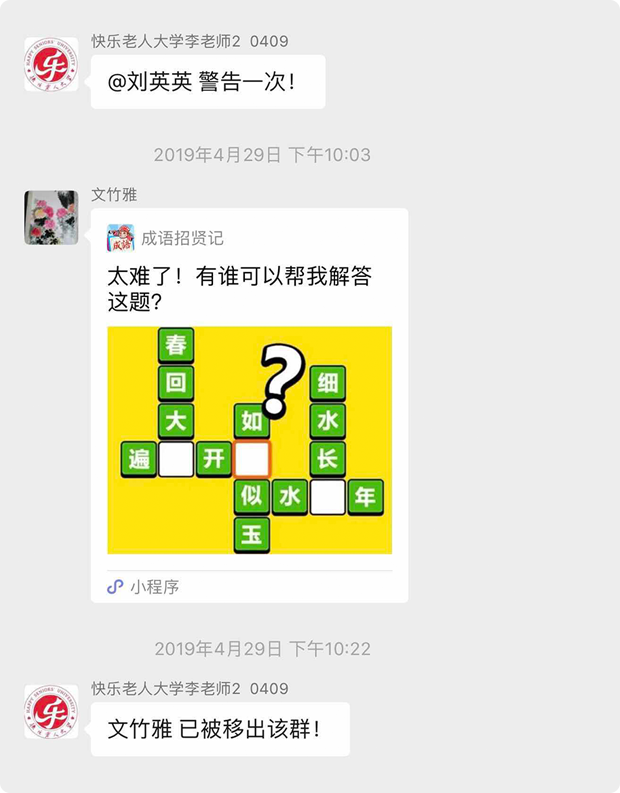 快乐老人大学李老师2 0409
@刘英英 警告一次！
2019年4月29日 下午10:03
文竹雅
成语招贤记
太难了！有谁可以帮我解答
这题？
春
回
?
细
大
如
水
遍
开
长
似
水
年
玉
小程序
2019年4月29日 下午10:22
快乐老人大学李老师2 0409
文竹雅 已被移出该群！